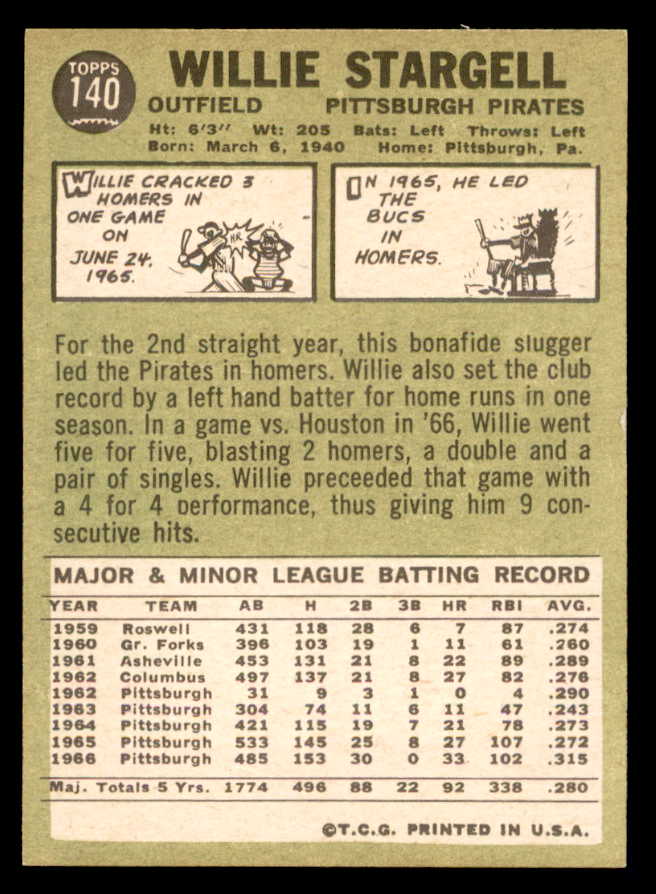 TOPPS
140
WILLIE STARGELL
OUTFIELD PITTSBURGH PIRATES
Ht: 6'3" Wt: 205 Bats: Left Throws: Left
Born: March 6, 1940 Home: Pittsburgh, Pa.
WILLIE CRACKED 3
HOMERS IN
ONE GAME
ON
JUNE 24,
1965.
HR
IN 1965, HE LED
THE
BUCS
IN
HOMERS.
For the 2nd straight year, this bonafide slugger
led the Pirates in homers. Willie also set the club
record by a left hand batter for home runs in one
season. In a game vs. Houston in '66, Willie went
five for five, blasting 2 homers, a double and a
pair of singles. Willie preceeded that game with
a 4 for 4 performance, thus giving him 9 con-
secutive hits.
MAJOR & MINOR LEAGUE BATTING RECORD
YEAR TEAM AB H 2B 3B HR RBI AVG.
1959 Roswell 431 118 28 6 7 87 .274
1960 Gr. Forks 396 103 19 1 11 61 .260
1961 Asheville 453 131 21 8 22 89 .289
1962 Columbus 497 137 21 8 27 82 .276
1962 Pittsburgh 31 9 3 1 0 4 .290
1963 Pittsburgh 304 74 11 6 11 47 .243
1964 Pittsburgh 421 115 19 7 21 78 .273
1965 Pittsburgh 533 145 25 8 27 107 .272
1966 Pittsburgh 485 153 30 0 33 102 .315
Maj. Totals 5 Yrs. 1774 496 88 22 92 338 .280
©T.C.G. PRINTED IN U.S.A.